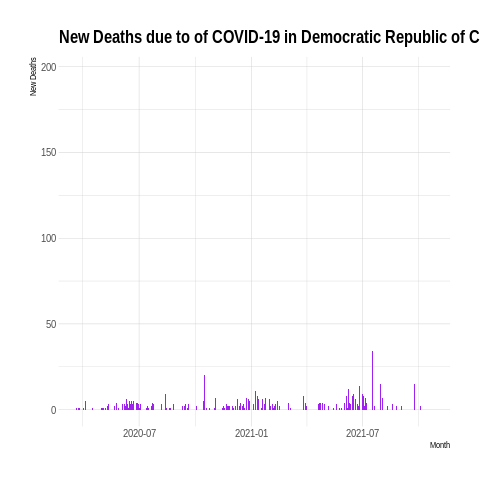 New Deaths due to of COVID-19 in Democratic Republic of C
New Deaths
200
150
100
50
0
2020-07 2021-01 2021-07
Month